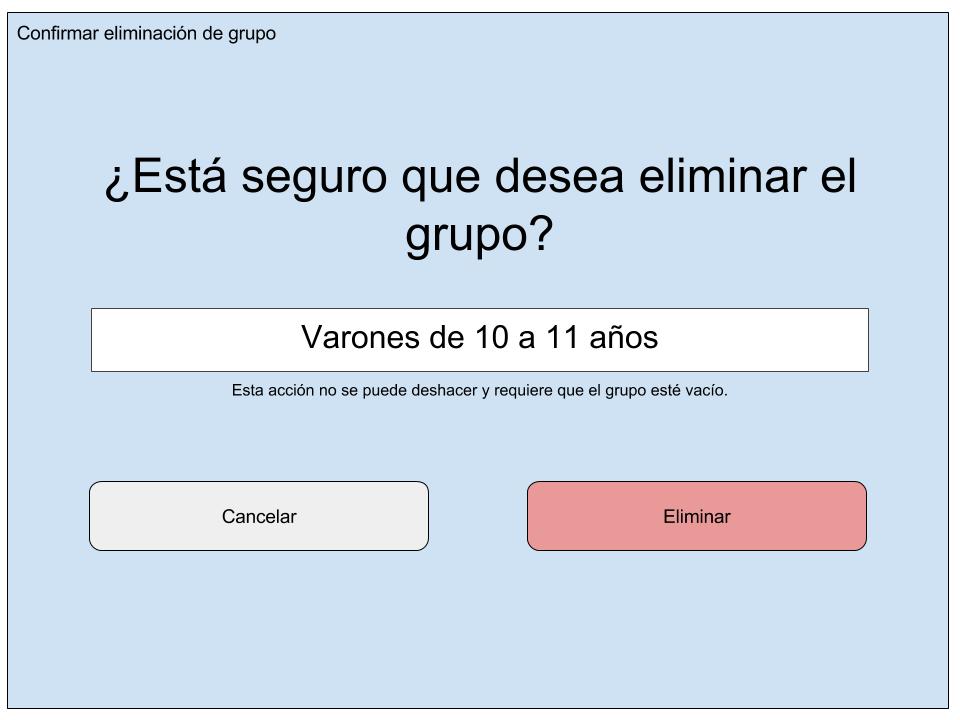 Confirmar eliminación de grupo
¿Está seguro que desea eliminar el
grupo?
Varones de 10 a 11 años
Esta acción no se puede deshacer y requiere que el grupo esté vacío.
Cancelar
Eliminar